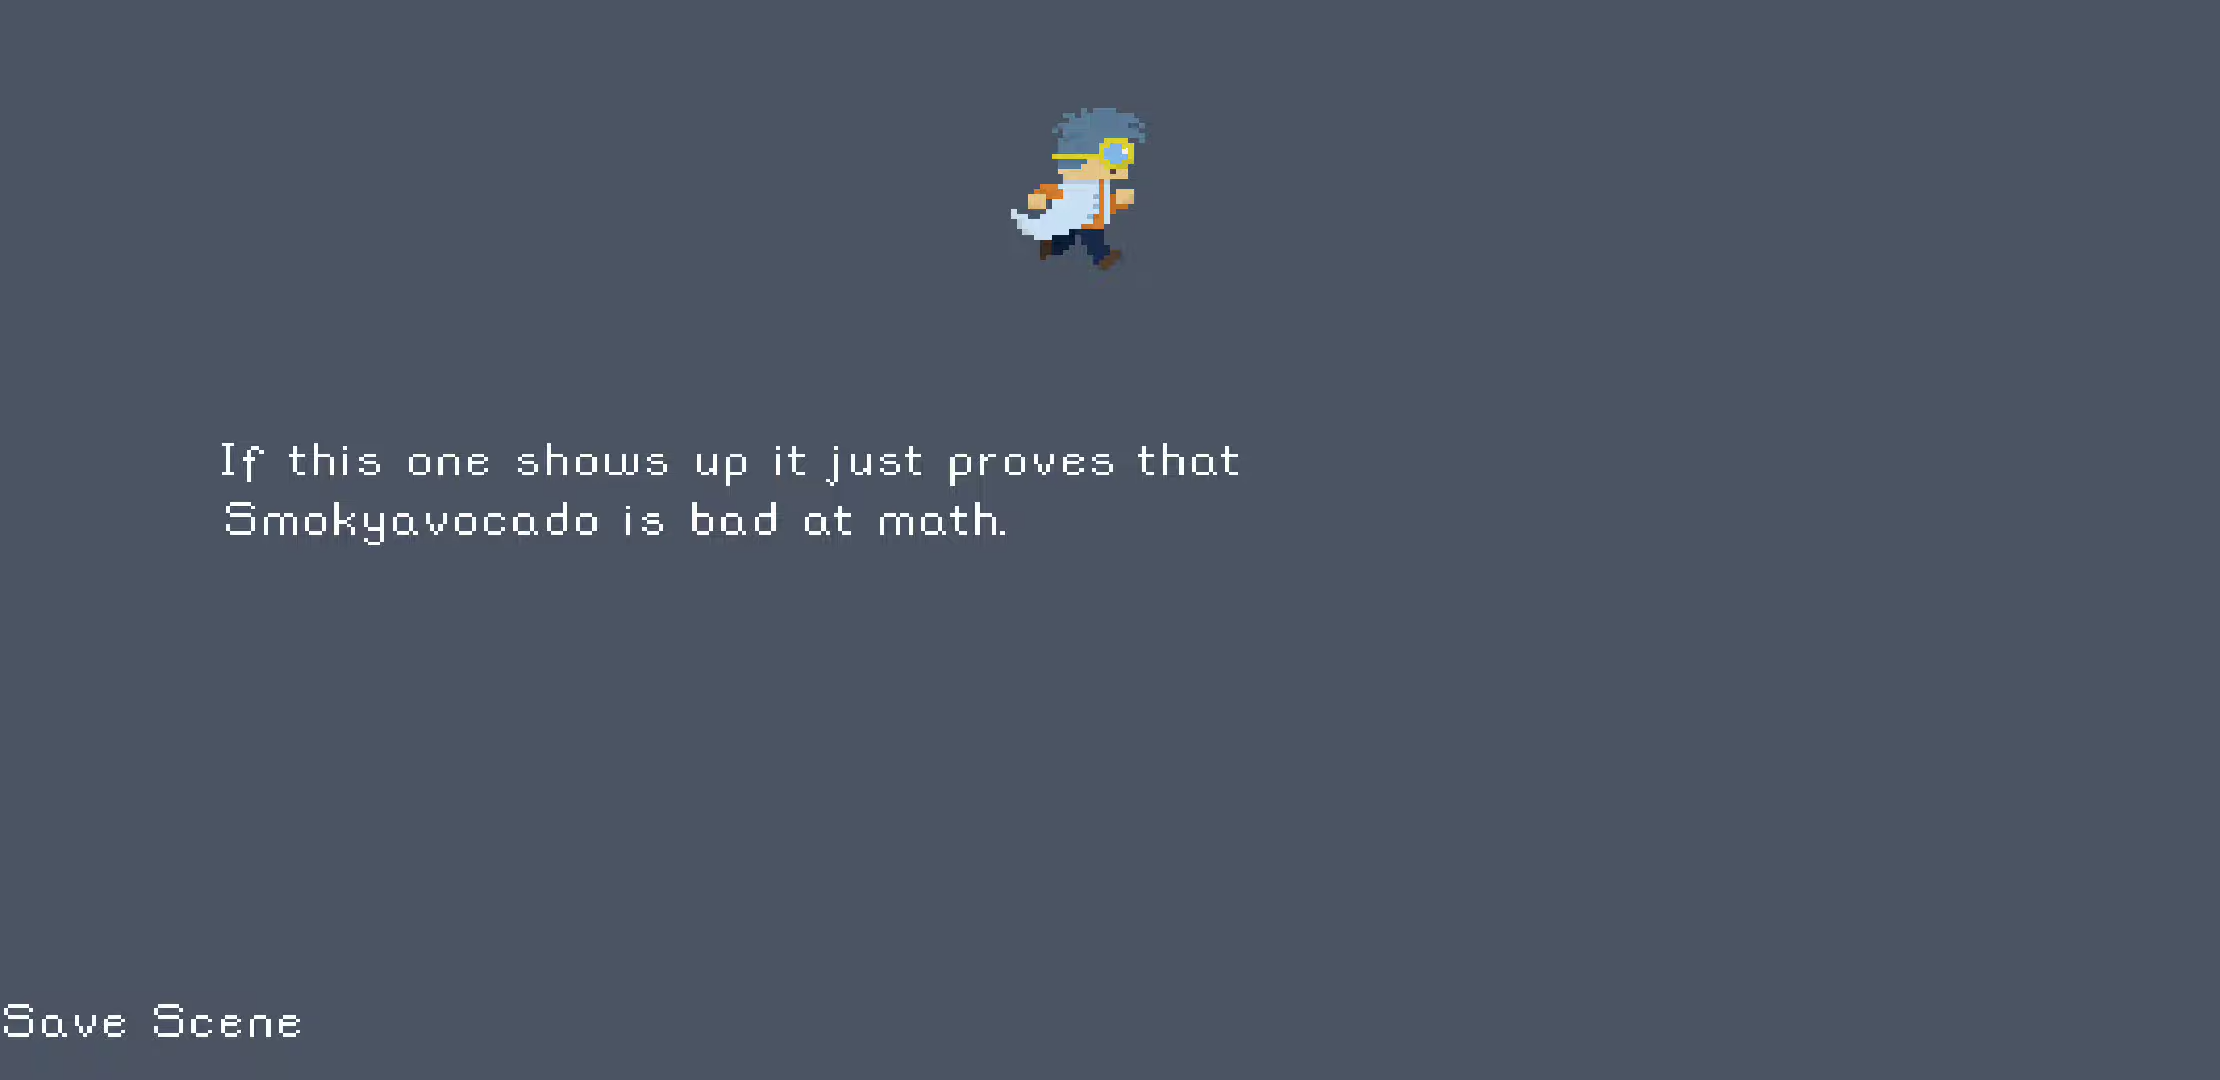 If this one shows up it just proves that
Smokyavocado is bad at math.
Save Scene